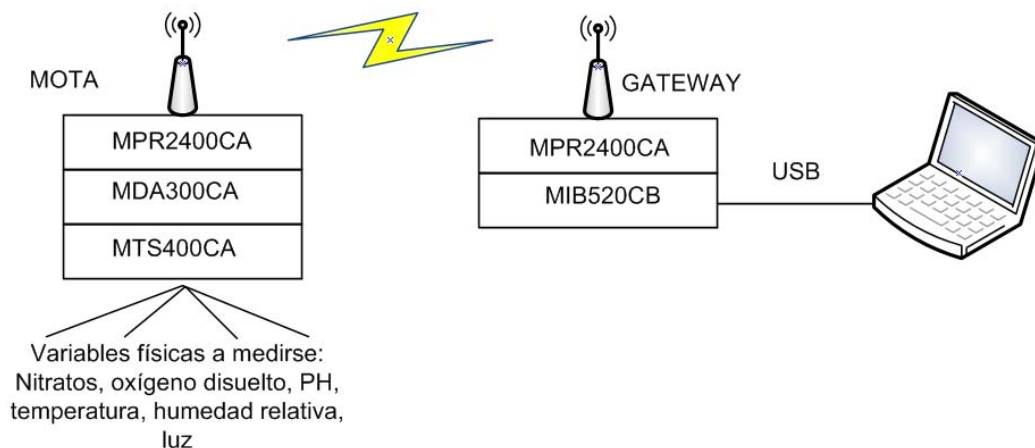 MOTA
MPR2400CA
MDA300CA
MTS400CA
Variables físicas a medirse:
Nitratos, oxígeno disuelto, PH,
temperatura, humedad relativa,
luz
GATEWAY
MPR2400CA
MIB520CB
USB